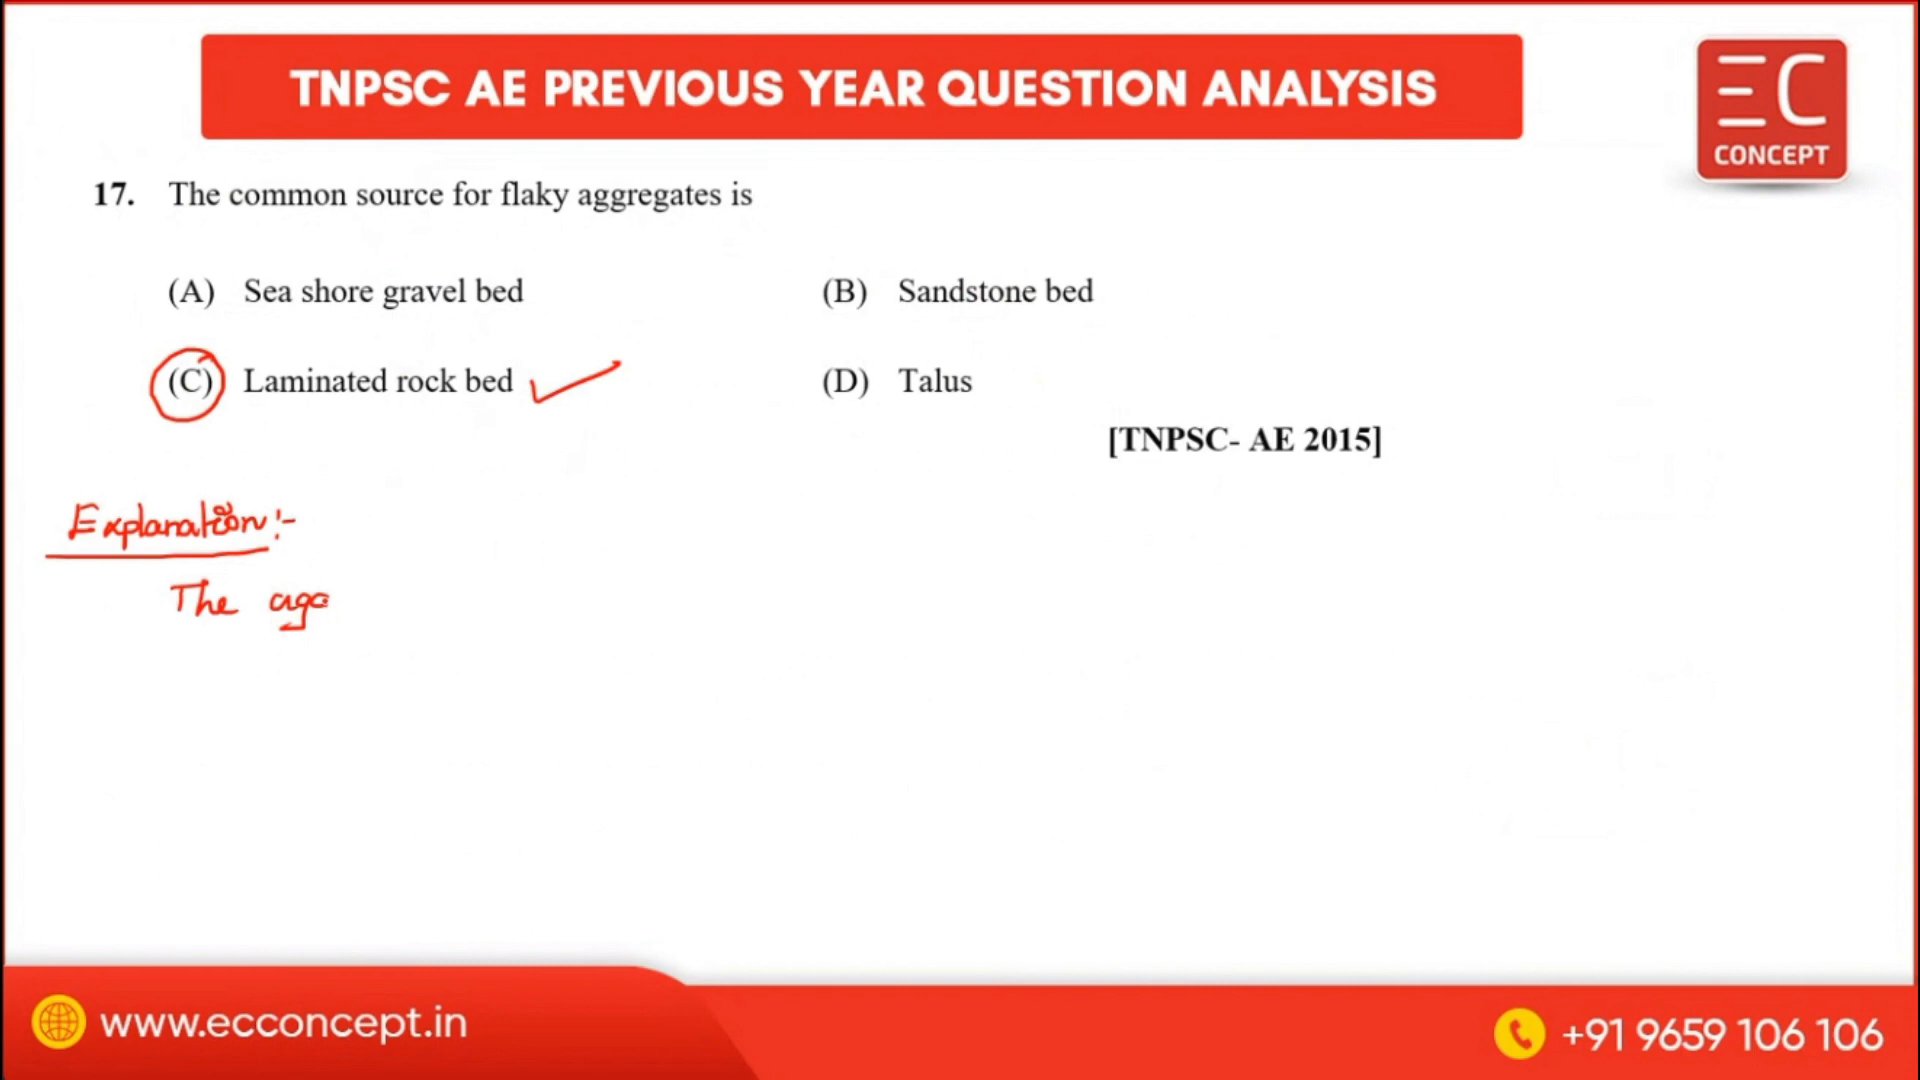 TNPSC AE PREVIOUS YEAR QUESTION ANALYSIS
EC
CONCEPT
17. The common source for flaky aggregates is
(A) Sea shore gravel bed
(B) Sandstone bed
(C) Laminated rock bed
(D) Talus
[TNPSC- AE 2015]
Explanation:-
The agg
www.ecconcept.in
+91 9659 106 106